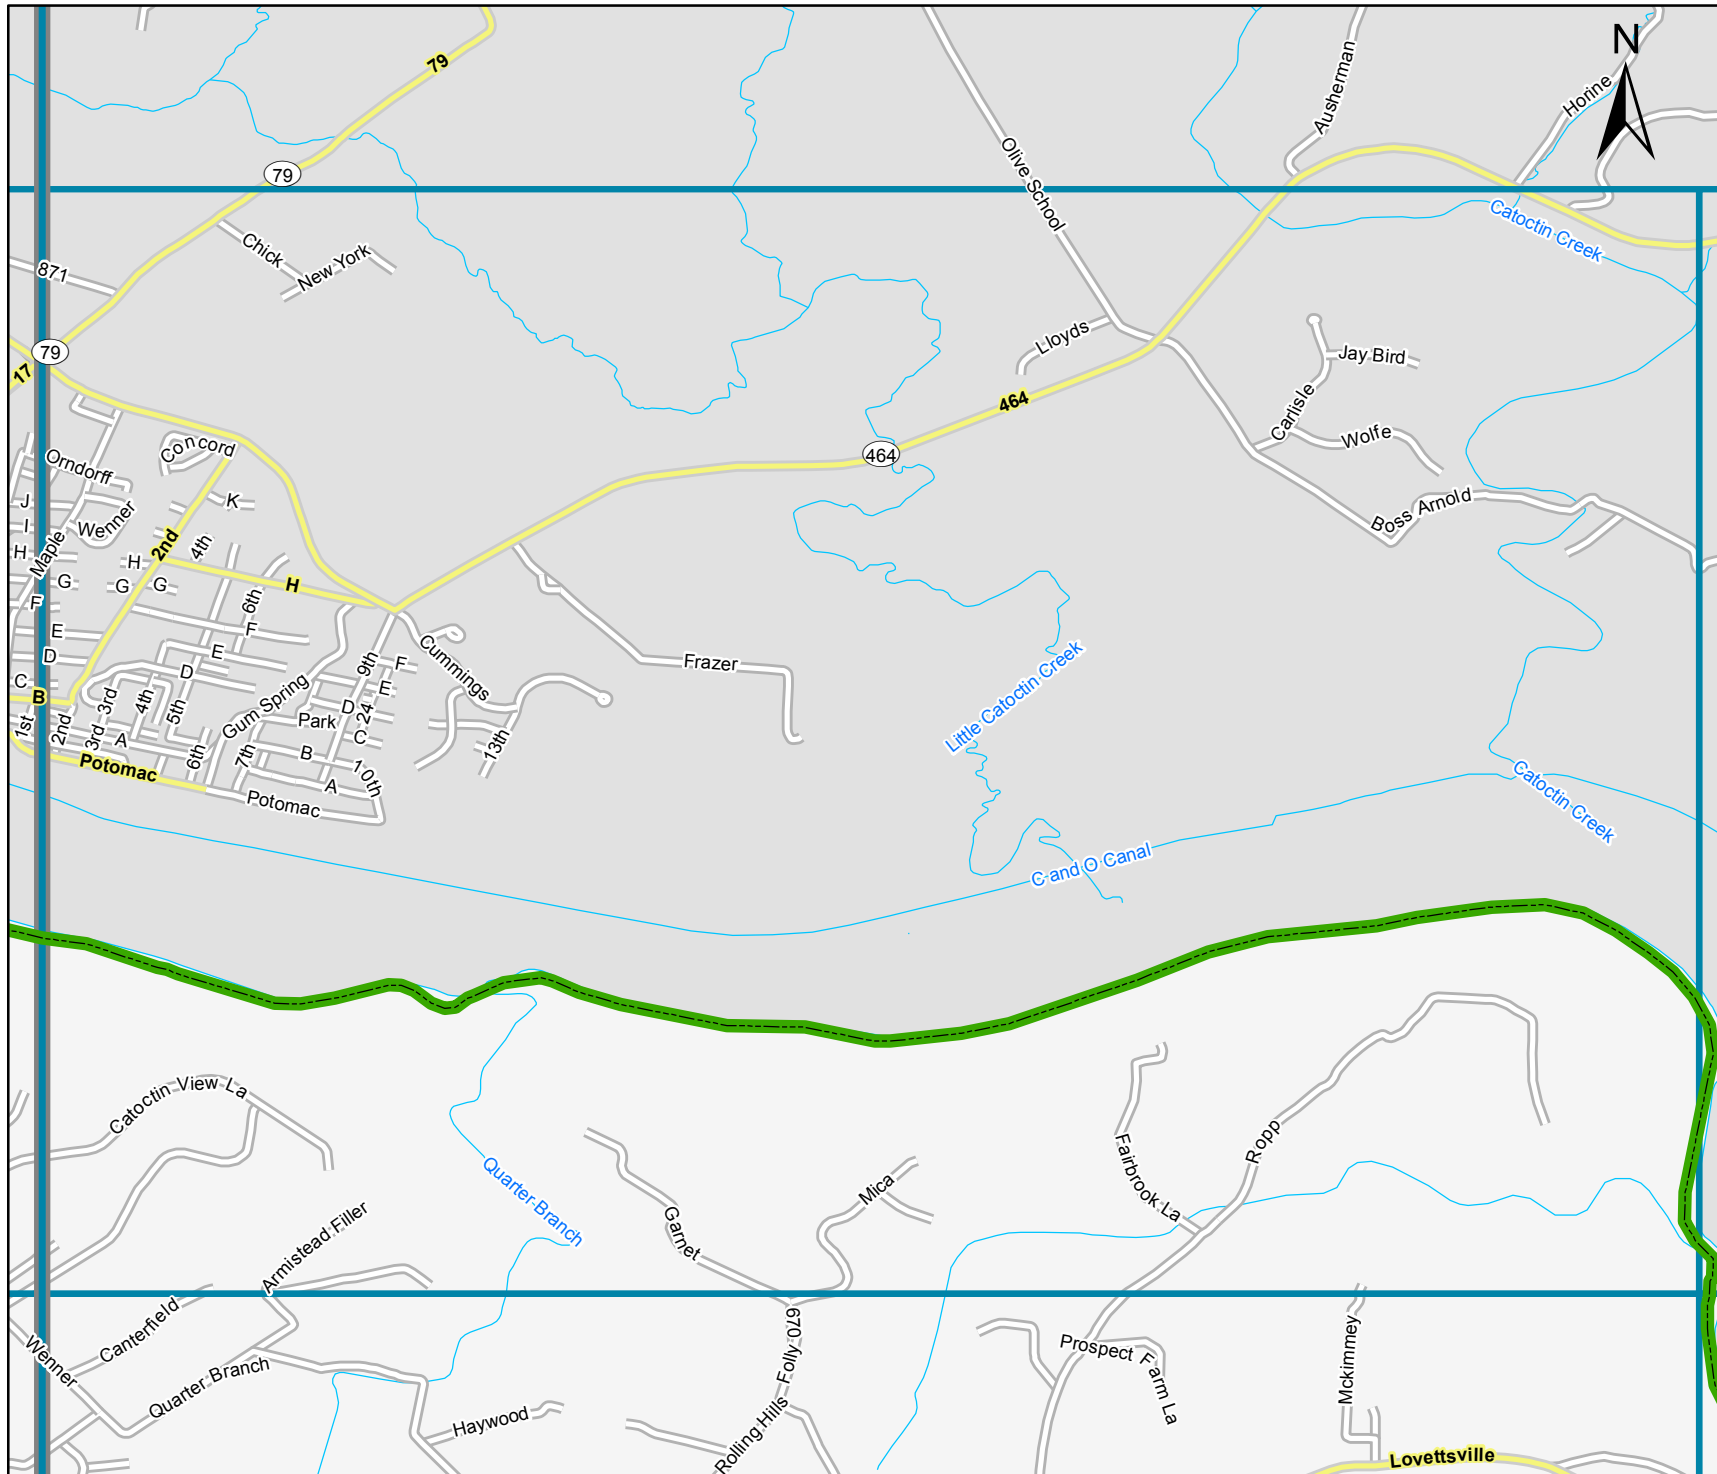 N
79
Horine
Ausherman
Olive School
79
Catoctin Creek
Chick
New York
871
79
17
Lloyds
Jay Bird
Carlisle
Wolfe
464
464
Boss Arnold
Concord
Orndorff
J
K
Wenner
I
2nd
4th
H
Maple
H
G
G
G
H
6th
F
F
E
E
D
D
9th
F
Cummings
Frazer
C
B
3rd
4th
5th
Gum Spring
E
D
24
Park
C
Little Catoctin Creek
1st
2nd
3rd
A
6th
7th
B
13th
Potomac
10th
A
Potomac
Catoctin Creek
C and O Canal
Catoctin View La
Quarter Branch
Fairbrook La
Ropp
Mica
Garnet
Armistead Filler
Canterfield
Wenner
Quarter Branch
670
Folly
Rolling Hills
Haywood
Prospect Farm La
Mckimmey
Lovettsville